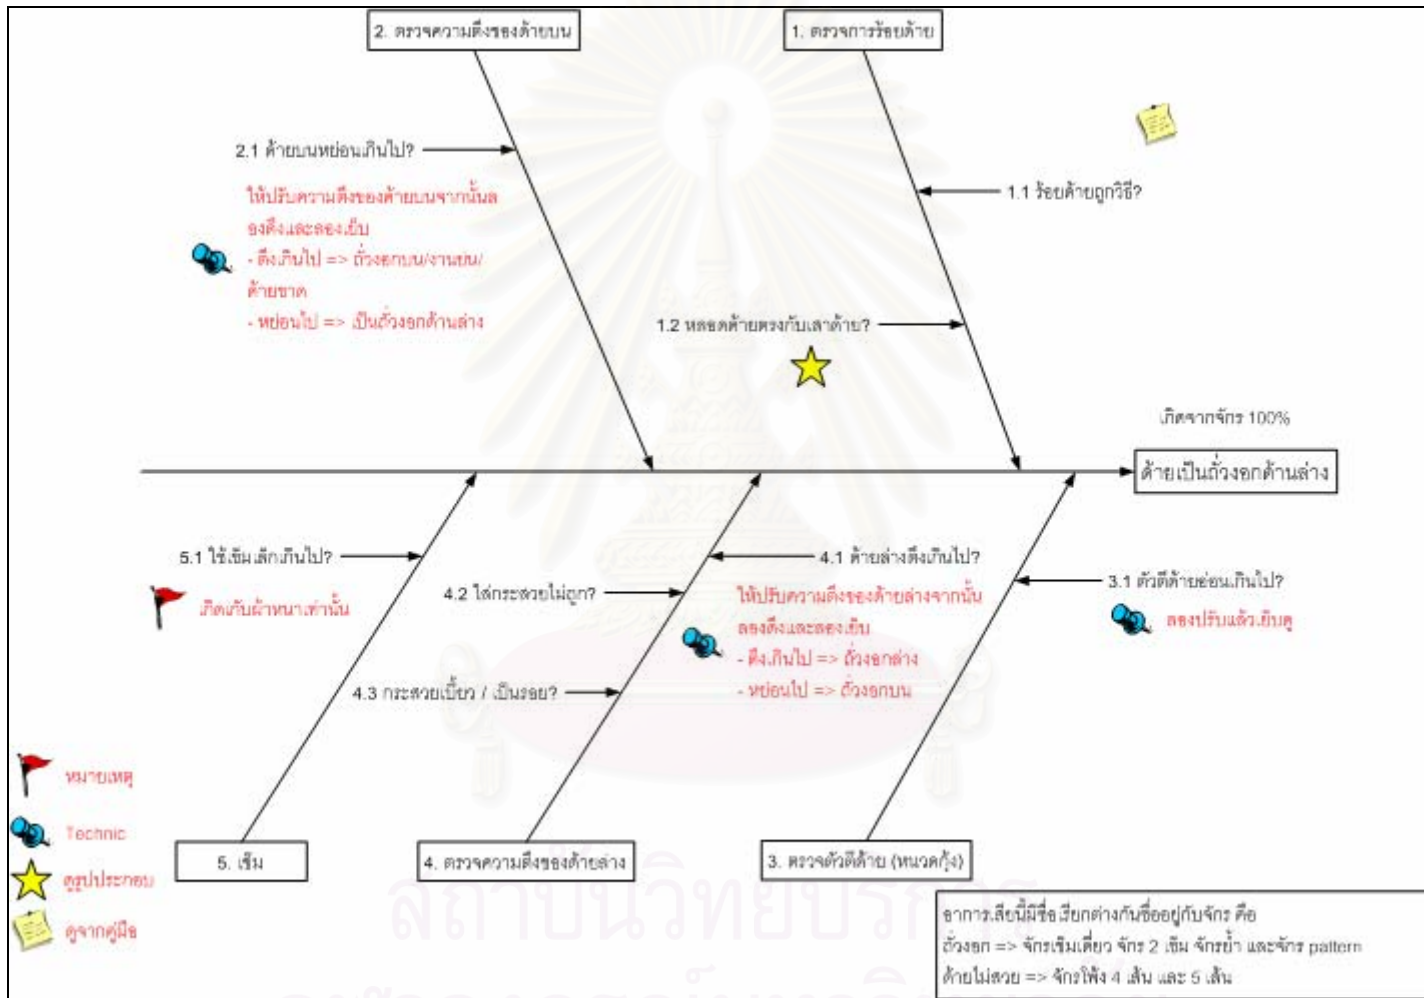 2. ตรวจความตึงของด้ายบน
1. ตรวจการร้อยด้าย
2.1 ด้ายบนหย่อนเกินไป?
ให้ปรับความตึงของด้ายบนจากนั้นล
องดึงและลองเย็บ
- ตึงเกินไป => ถั่วงอกบน/งานย่น/
ด้ายขาด
- หย่อนไป => เป็นถั่วงอกด้านล่าง
1.1 ร้อยด้ายถูกวิธี?
1.2 หลอดด้ายตรงกับเสาด้าย?
เกิดจากจักร 100%
ด้ายเป็นถั่วงอกด้านล่าง
5.1 ใช้เข็มเล็กเกินไป?
เกิดกับผ้าหนาเท่านั้น
4.2 ใส่กระสวยไม่ถูก?
4.1 ด้ายล่างตึงเกินไป?
ให้ปรับความตึงของด้ายล่างจากนั้น
ลองดึงและลองเย็บ
- ตึงเกินไป => ถั่วงอกล่าง
- หย่อนไป => ถั่วงอกบน
3.1 ตัวตีด้ายอ่อนเกินไป?
ลองปรับแล้วเย็บดู
4.3 กระสวยเบี้ยว / เป็นรอย?
หมายเหตุ
Technic
ดูรูปประกอบ
ดูจากคู่มือ
5. เข็ม
4. ตรวจความตึงของด้ายล่าง
3. ตรวจตัวตีด้าย (หนวดกุ้ง)
อาการเสียนี้มีชื่อเรียกต่างกันขึ้นอยู่กับจักร คือ
ถั่วงอก => จักรเข็มเดี่ยว จักร 2 เข็ม จักรย้ำ และจักร pattern
ด้ายไม่สวย => จักรโพ้ง 4 เส้น และ 5 เส้น
สถาบันวิทยบริการ